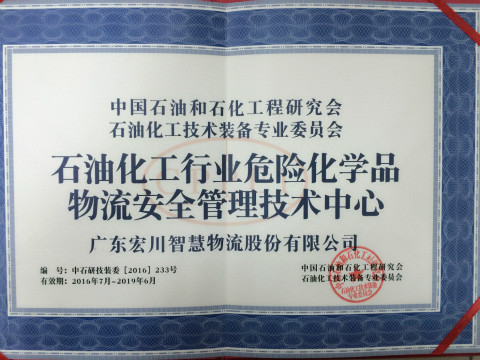 中国石油和石化工程研究会
石油化工技术装备专业委员会
石油化工行业危险化学品
物流安全管理技术中心
广东宏川智慧物流股份有限公司
编 号：中石研技装委［2016］233号
有效期：2016年7月～2019年6月
中国石油和石化工程研究会
石油化工技术装备专业委员会